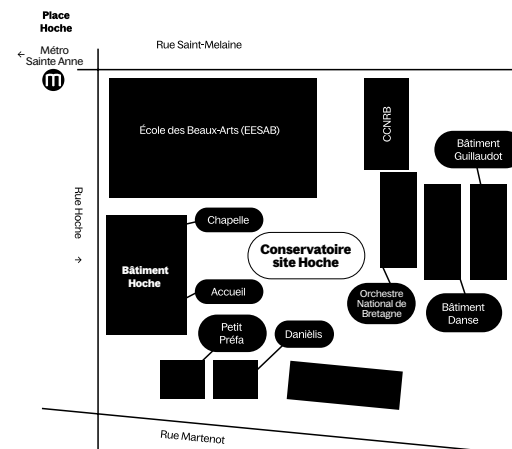 Place
Hoche
←
Métro
Sainte Anne
m
Rue Saint-Melaine
École des Beaux-Arts (EESAB)
CCNRB
Bâtiment
Guillaudot
Rue Hoche →
Chapelle
Conservatoire
site Hoche
Bâtiment
Hoche
Accueil
Orchestre
National de
Bretagne
Bâtiment
Danse
Petit
Préfa
Danièlis
Rue Martenot